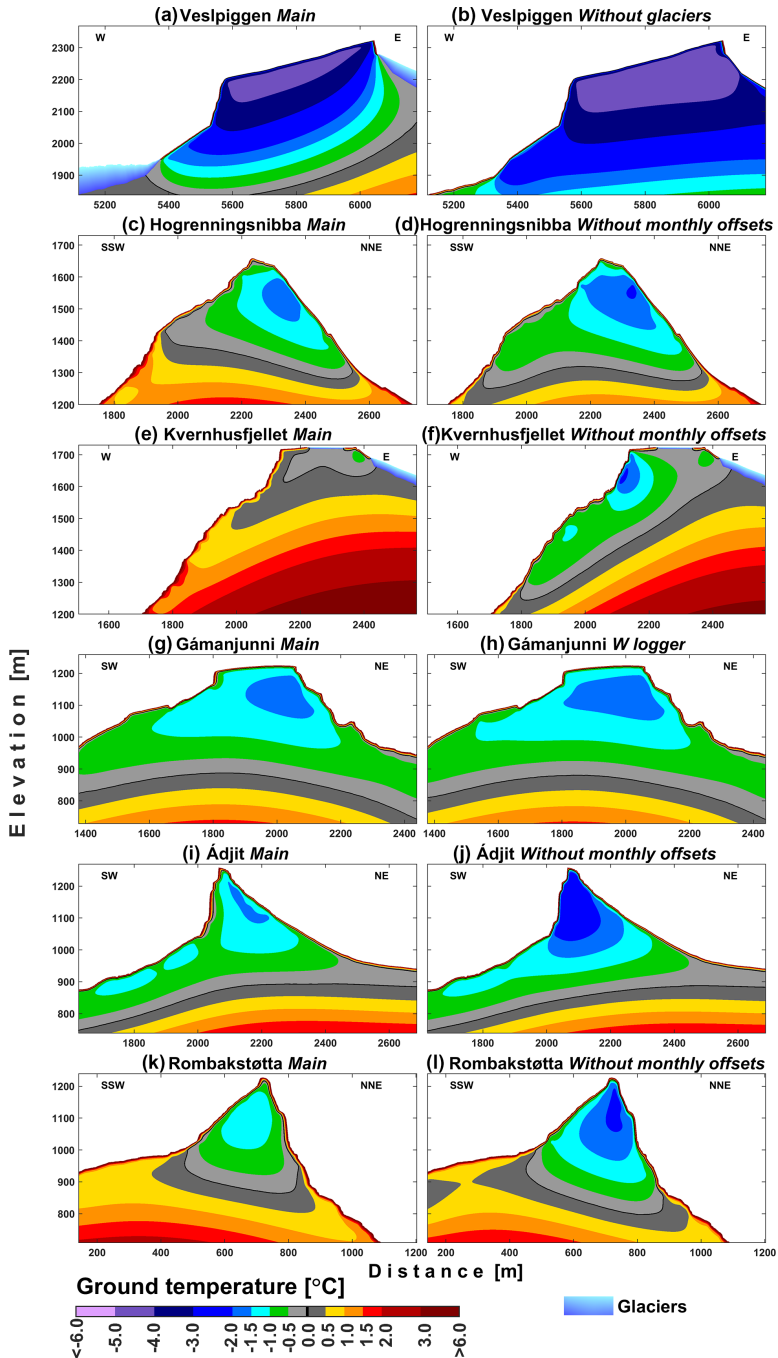 (a) Veslpiggen Main
(b) Veslpiggen Without glaciers
W E
W E
2300
2200
2100
2000
1900
5200 5400 5600 5800 6000
5200 5400 5600 5800 6000
(c) Hogrenningsnibba Main
(d) Hogrenningsnibba Without monthly offsets
SSW NNE
SSW NNE
1700
1600
1500
1400
1300
1200
1800 2000 2200 2400 2600
1800 2000 2200 2400 2600
(e) Kvernhusfjellet Main
(f) Kvernhusfjellet Without monthly offsets
W E
W E
1700
1600
1500
1400
1300
1200
1600 1800 2000 2200 2400
1600 1800 2000 2200 2400
Elevation [m]
(g) Gámanjunni Main
(h) Gámanjunni W logger
SW NE
SW NE
1200
1100
1000
900
800
1400 1600 1800 2000 2200 2400
1400 1600 1800 2000 2200 2400
(i) Ádjit Main
(j) Ádjit Without monthly offsets
SW NE
SW NE
1200
1100
1000
900
800
1800 2000 2200 2400 2600
1800 2000 2200 2400 2600
(k) Rombakstøtta Main
(l) Rombakstøtta Without monthly offsets
SSW NNE
SSW NNE
1200
1100
1000
900
800
200 400 600 800 1000 1200
200 400 600 800 1000 1200
Distance [m]
Ground temperature [°C]
<-6.0 -5.0 -4.0 -3.0 -2.0 -1.5 -1.0 -0.5 0.0 0.5 1.0 1.5 2.0 3.0 >6.0
Glaciers